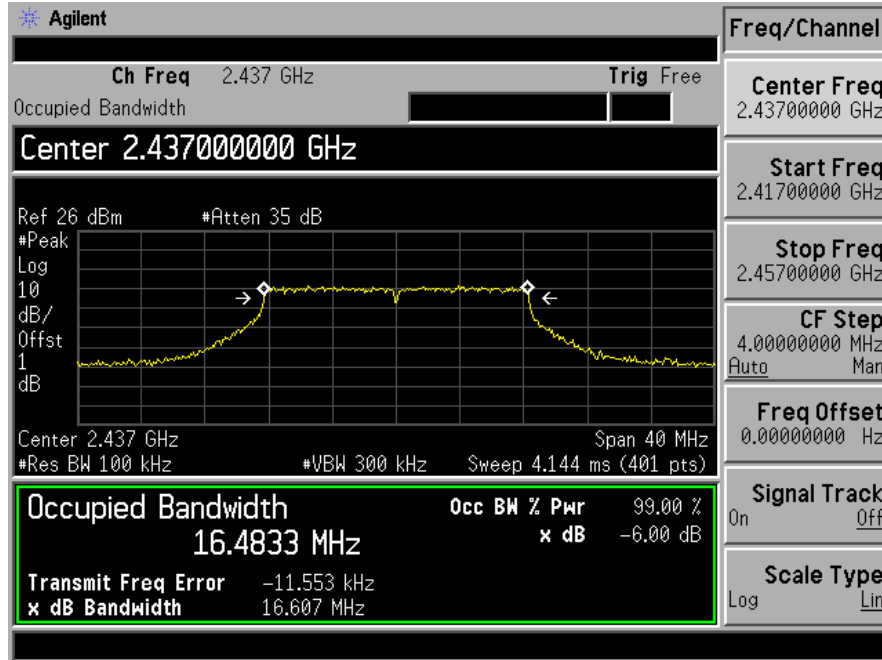 Agilent
Freq/Channel
Ch Freq 2.437 GHz Trig Free
Occupied Bandwidth
Center 2.437000000 GHz
Ref 26 dBm #Atten 35 dB
#Peak
Log
10
dB/
Offst
1
dB
Center 2.437 GHz Span 40 MHz
#Res BW 100 kHz #VBW 300 kHz Sweep 4.144 ms (401 pts)
Occupied Bandwidth
16.4833 MHz
Occ BW % Pwr 99.00 %
x dB -6.00 dB
Transmit Freq Error -11.553 kHz
x dB Bandwidth 16.607 MHz
Center Freq
2.43700000 GHz
Start Freq
2.41700000 GHz
Stop Freq
2.45700000 GHz
CF Step
4.00000000 MHz
Auto Man
Freq Offset
0.00000000 Hz
Signal Track
On Off
Scale Type
Log Lin